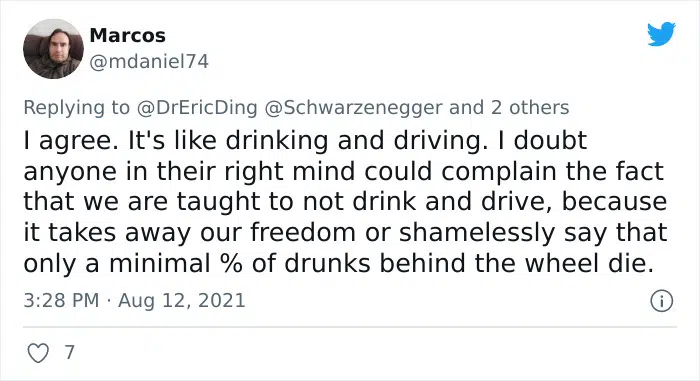 Marcos
@mdaniel74
Replying to @DrEricDing @Schwarzenegger and 2 others
I agree. It's like drinking and driving. I doubt
anyone in their right mind could complain the fact
that we are taught to not drink and drive, because
it takes away our freedom or shamelessly say that
only a minimal % of drunks behind the wheel die.
3:28 PM · Aug 12, 2021
7